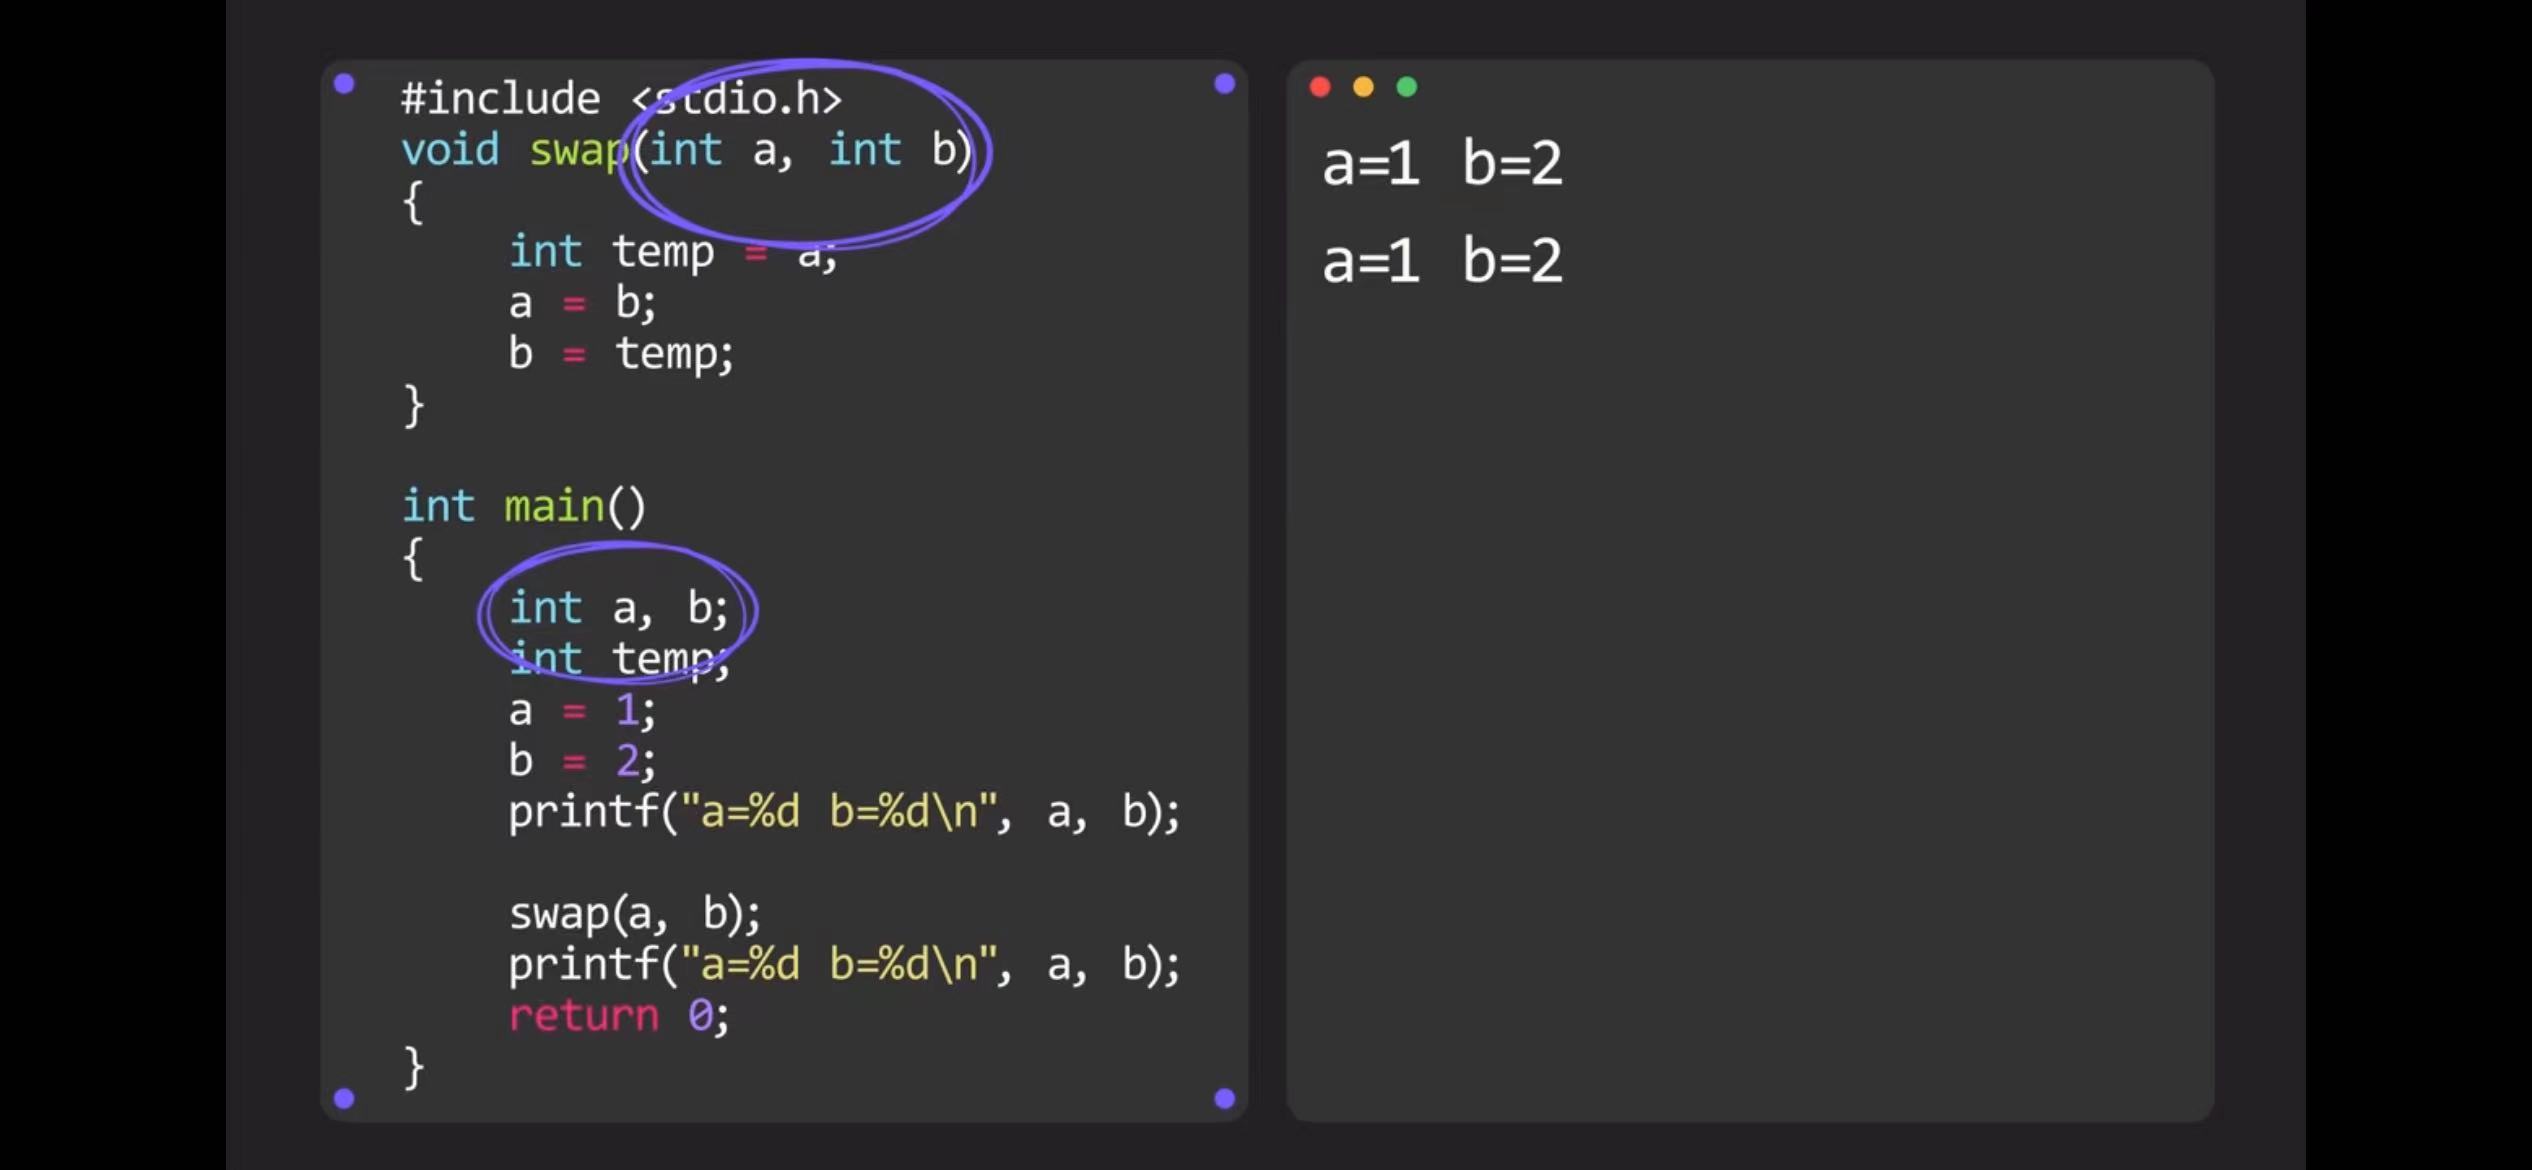 #include <stdio.h>
void swap(int a, int b)
{
    int temp = a;
    a = b;
    b = temp;
}

int main()
{
    int a, b;
    int temp;
    a = 1;
    b = 2;
    printf("a=%d b=%d\n", a, b);

    swap(a, b);
    printf("a=%d b=%d\n", a, b);
    return 0;
}
a=1 b=2
a=1 b=2